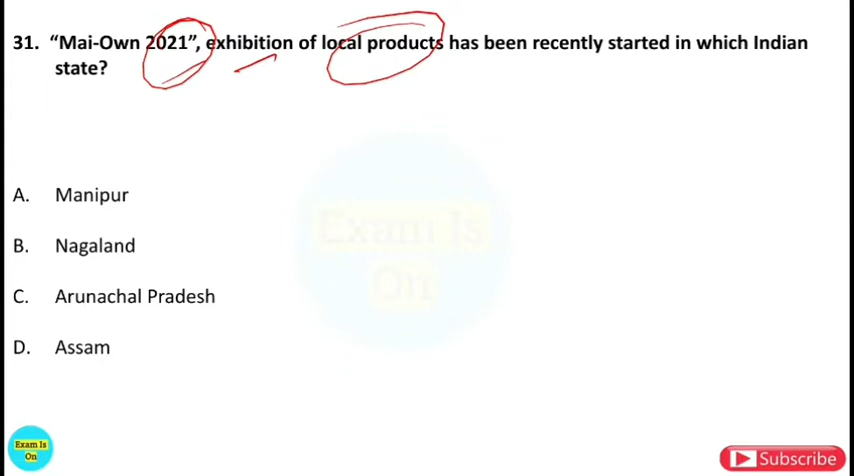 31. “Mai-Own 2021”, exhibition of local products has been recently started in which Indian
state?
Exam Is
On
A. Manipur
B. Nagaland
C. Arunachal Pradesh
D. Assam
Exam Is
On
Subscribe